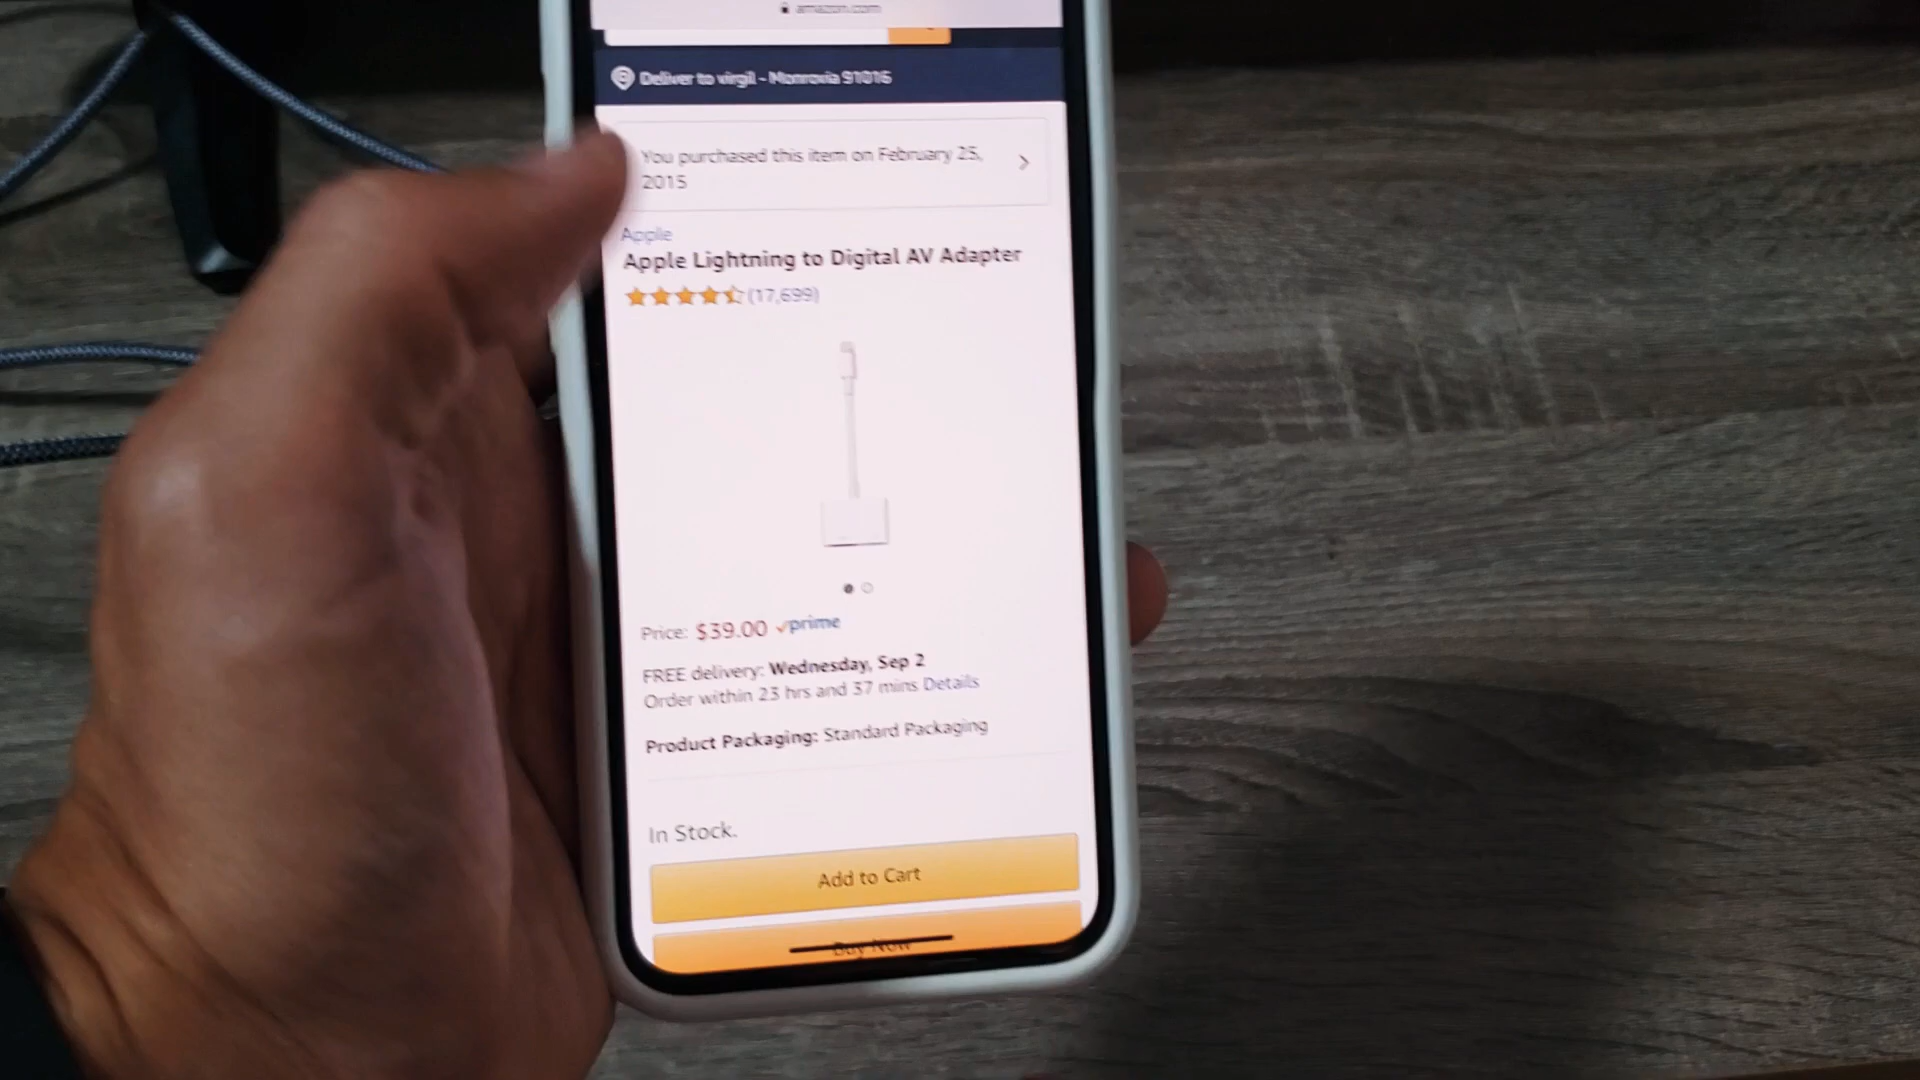 amazon.com
Deliver to virgil - Monrovia 91016
You purchased this item on February 25,
2015
Apple
Apple Lightning to Digital AV Adapter
(17,699)
Price: $39.00 prime
FREE delivery: Wednesday, Sep 2
Order within 23 hrs and 37 mins Details
Product Packaging: Standard Packaging
In Stock.
Add to Cart
Buy Now